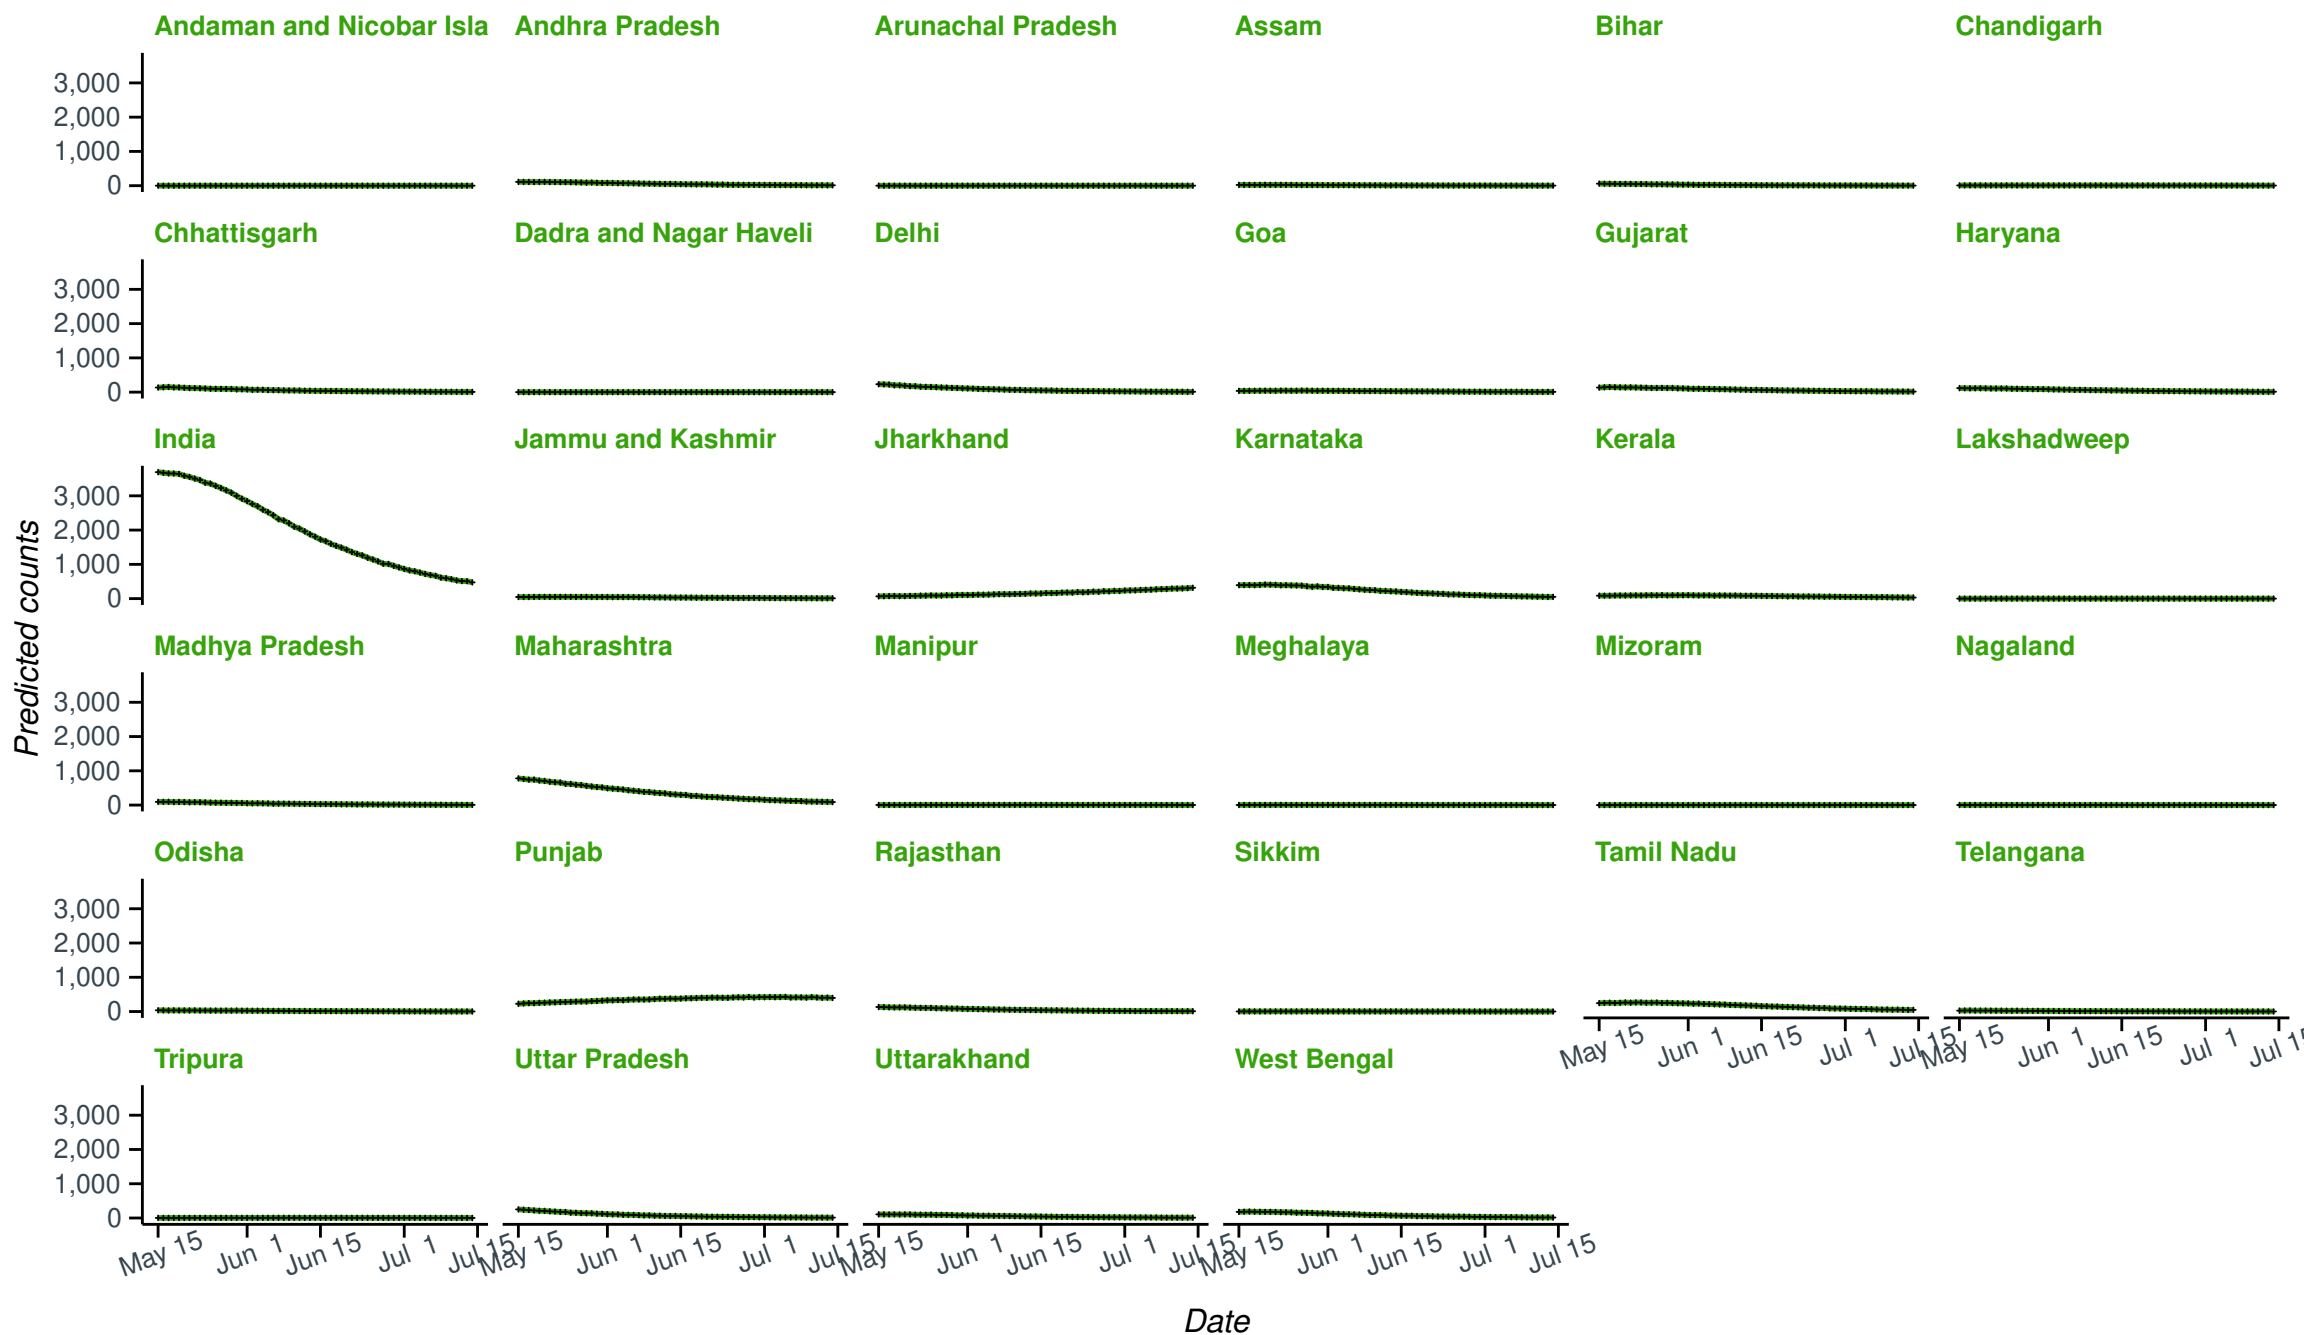 Andaman and Nicobar Isla
Andhra Pradesh
Arunachal Pradesh
Assam
Bihar
Chandigarh
3,000
2,000
1,000
0
Chhattisgarh
Dadra and Nagar Haveli
Delhi
Goa
Gujarat
Haryana
3,000
2,000
1,000
0
India
Jammu and Kashmir
Jharkhand
Karnataka
Kerala
Lakshadweep
3,000
2,000
1,000
0
Predicted counts
Madhya Pradesh
Maharashtra
Manipur
Meghalaya
Mizoram
Nagaland
3,000
2,000
1,000
0
Odisha
Punjab
Rajasthan
Sikkim
Tamil Nadu
Telangana
3,000
2,000
1,000
0
May 15
Jun 1
Jun 15
Jul 1
Jul 15
May 15
Jun 1
Jun 15
Jul 1
Jul 15
Tripura
Uttar Pradesh
Uttarakhand
West Bengal
3,000
2,000
1,000
0
May 15
Jun 1
Jun 15
Jul 1
Jul 15
May 15
Jun 1
Jun 15
Jul 1
Jul 15
May 15
Jun 1
Jun 15
Jul 1
Jul 15
May 15
Jun 1
Jun 15
Jul 1
Jul 15
Date